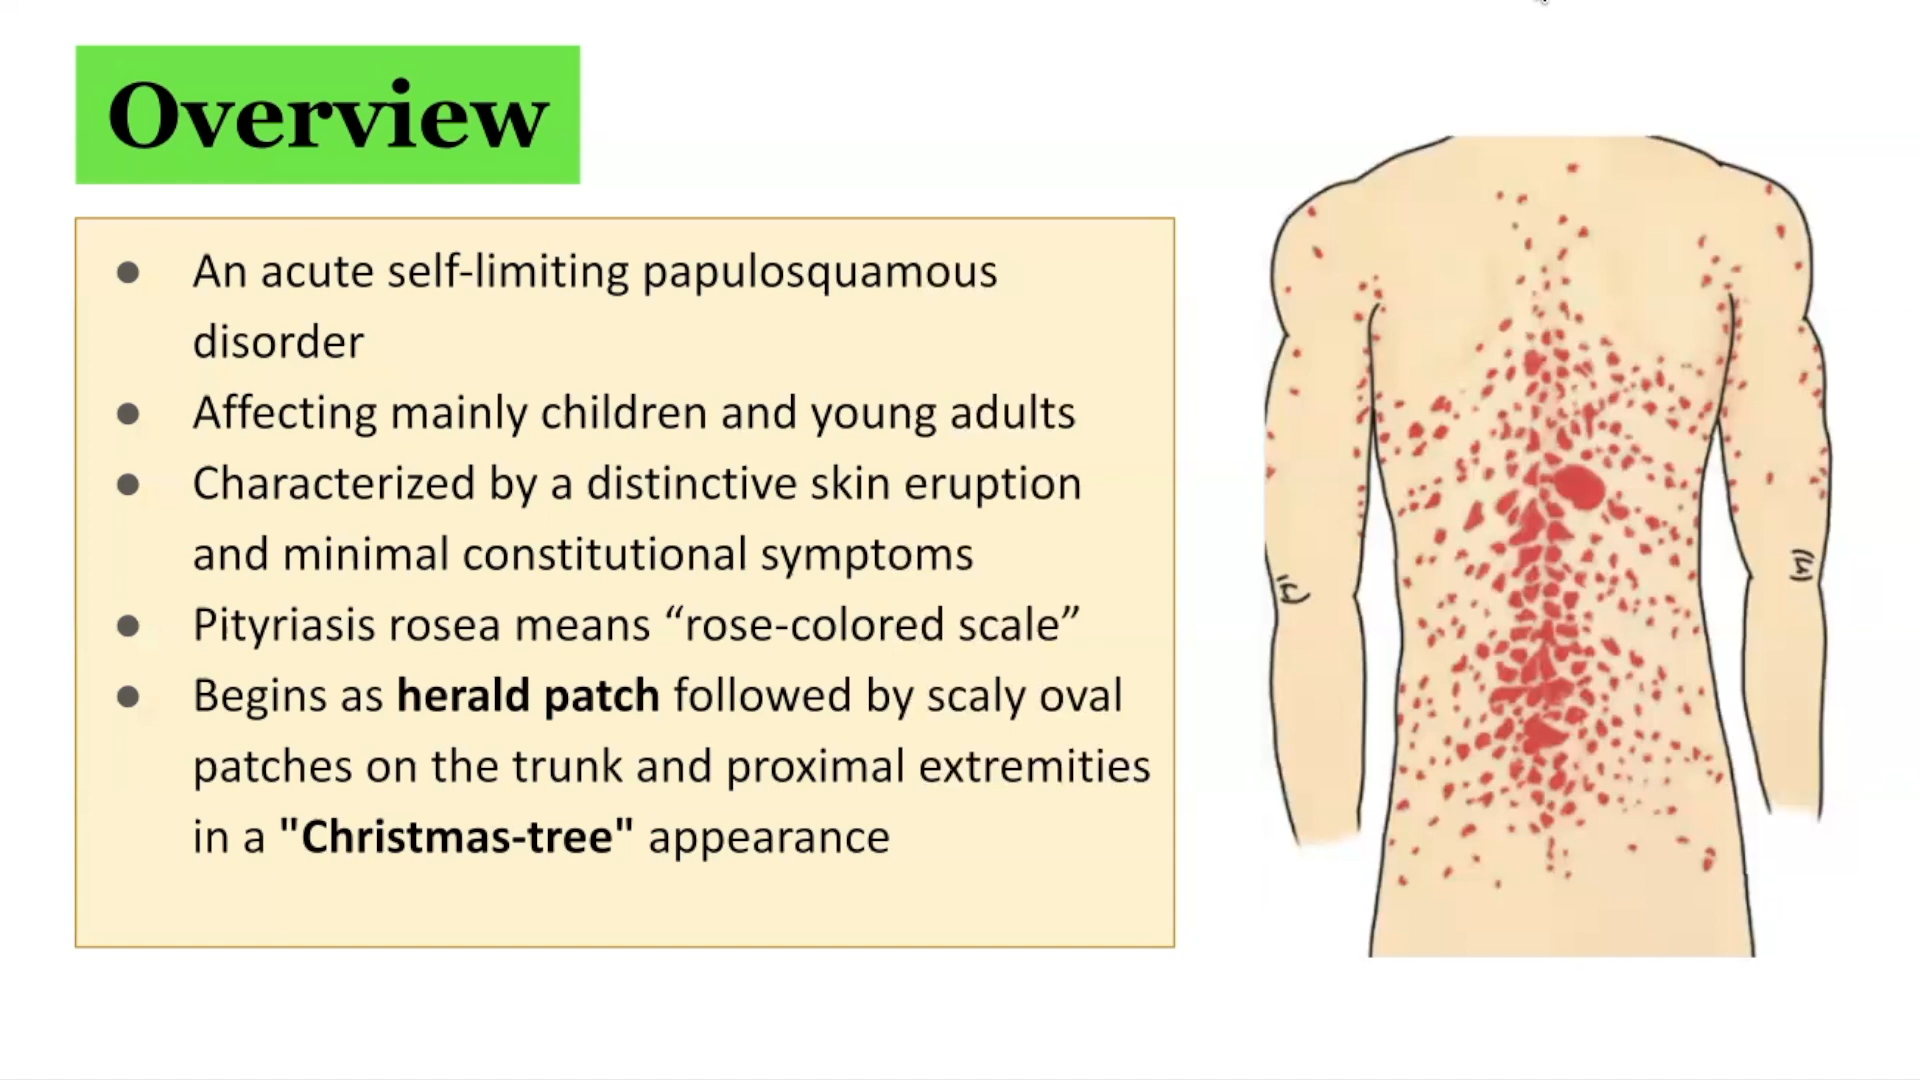 Overview
● An acute self-limiting papulosquamous
disorder
● Affecting mainly children and young adults
● Characterized by a distinctive skin eruption
and minimal constitutional symptoms
● Pityriasis rosea means “rose-colored scale”
● Begins as herald patch followed by scaly oval
patches on the trunk and proximal extremities
in a "Christmas-tree" appearance